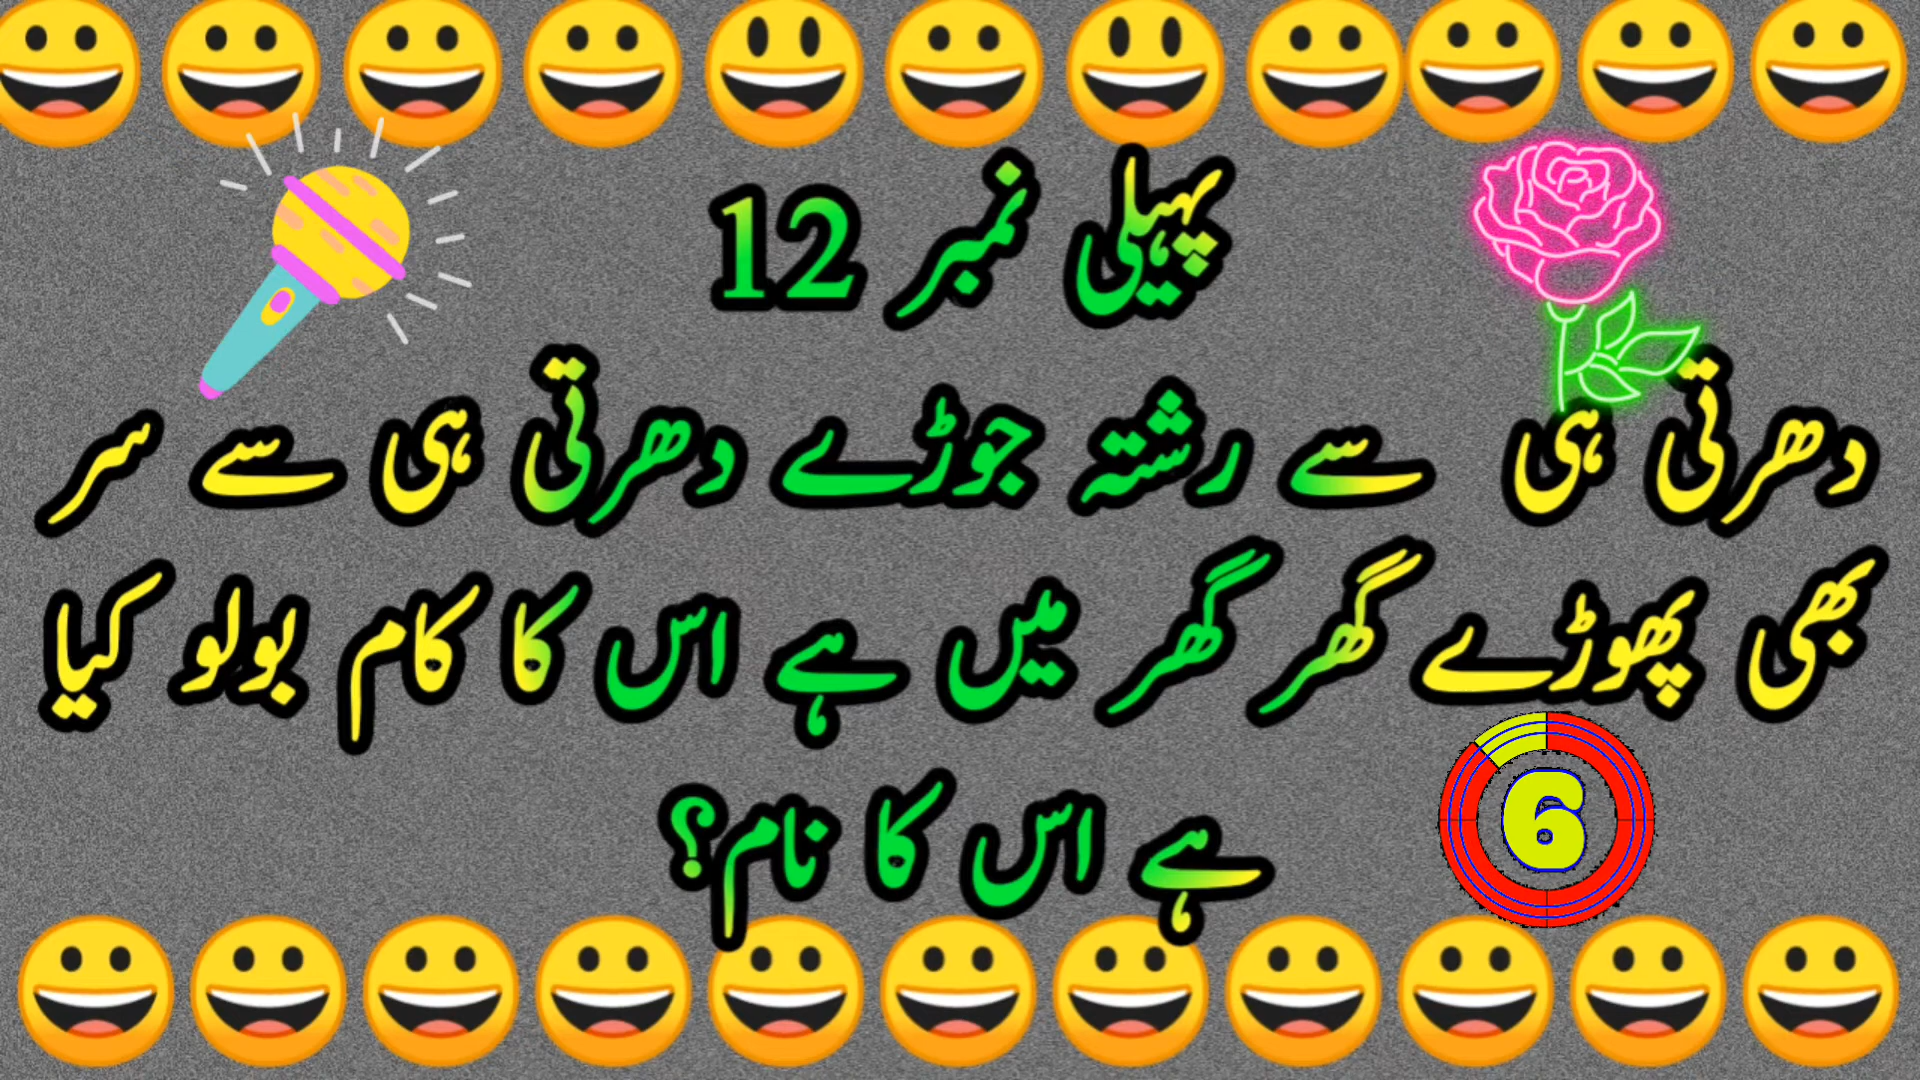 پہیلی نمبر 12
دھرتی ہی سے رشتہ جوڑے دھرتی ہی سے سر
بھی پھوڑے گھر گھر میں ہے اس کا کام بولو کیا
ہے اس کا نام؟
6